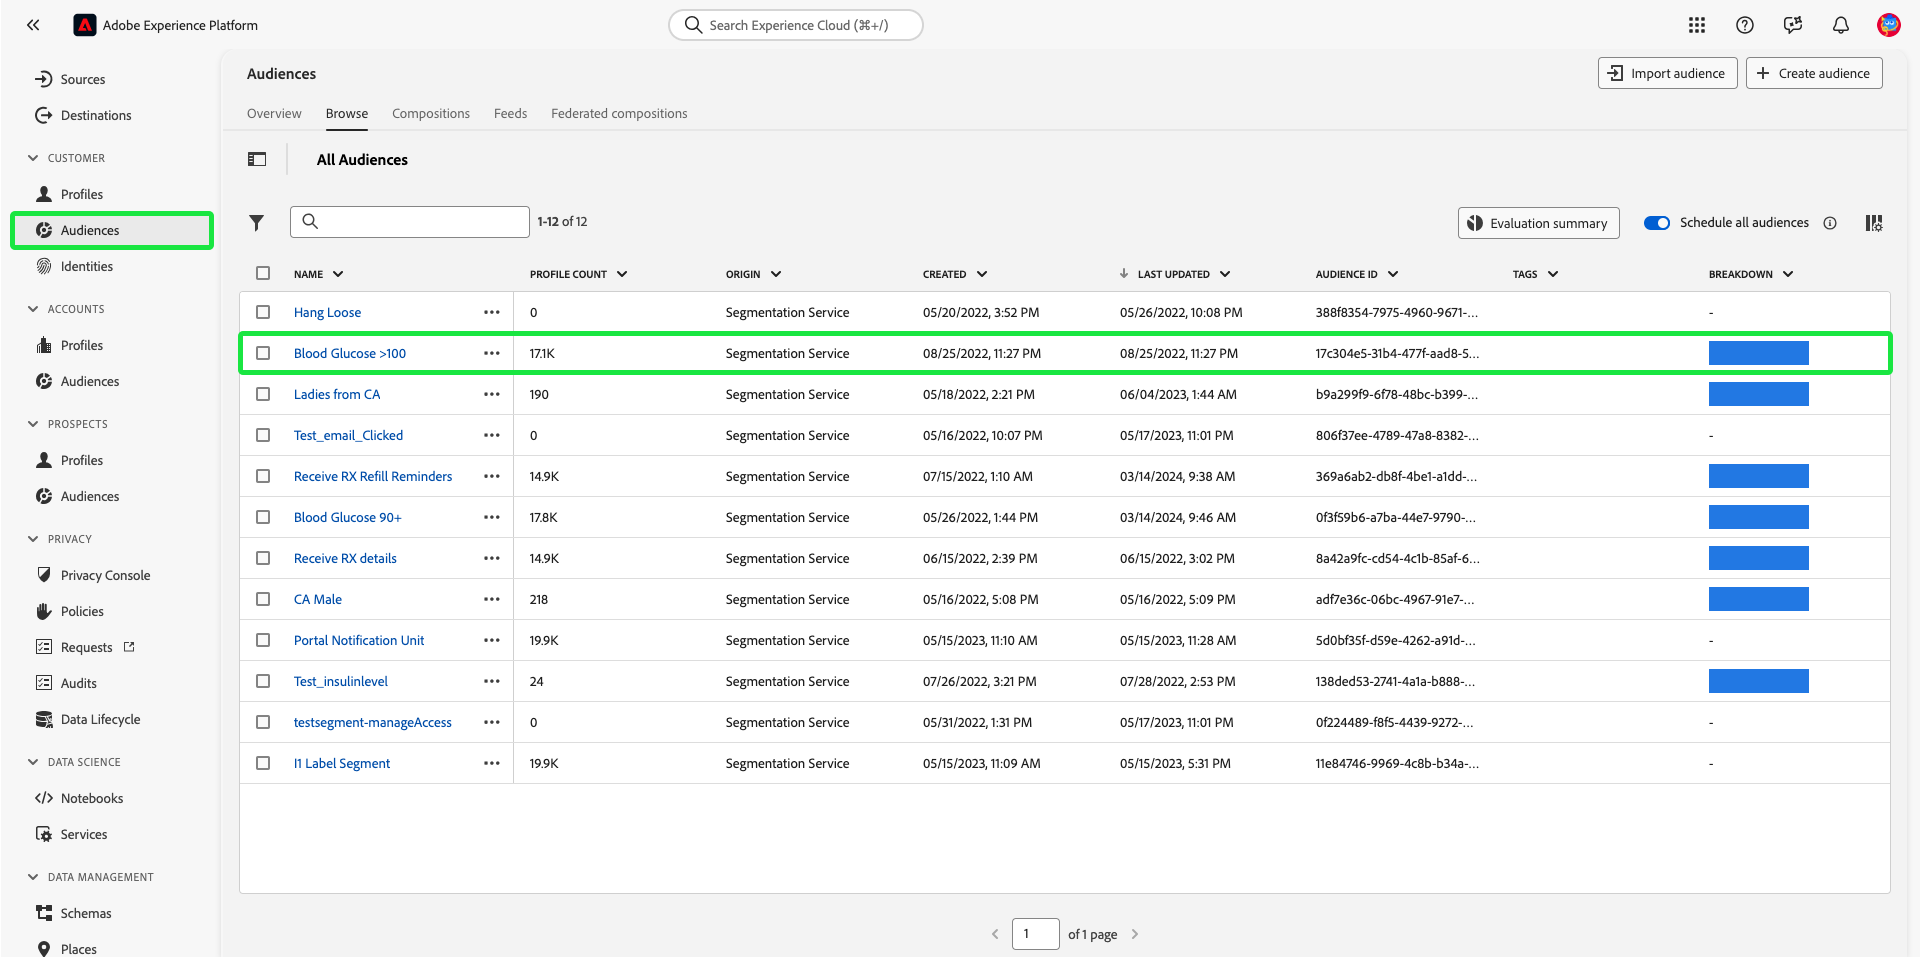 Adobe Experience Platform
Search Experience Cloud (⌘+/)
Sources
Destinations
CUSTOMER
Profiles
Audiences
Identities
ACCOUNTS
Profiles
Audiences
PROSPECTS
Profiles
Audiences
PRIVACY
Privacy Console
Policies
Requests
Audits
Data Lifecycle
DATA SCIENCE
Notebooks
Services
DATA MANAGEMENT
Schemas
Places
Audiences
Import audience
Create audience
Overview Browse Compositions Feeds Federated compositions
All Audiences
1-12 of 12
Evaluation summary
Schedule all audiences
NAME PROFILE COUNT ORIGIN CREATED LAST UPDATED AUDIENCE ID TAGS BREAKDOWN
Hang Loose ••• 0 Segmentation Service 05/20/2022, 3:52 PM 05/26/2022, 10:08 PM 388f8354-7975-4960-9671-... -
Blood Glucose >100 ••• 17.1K Segmentation Service 08/25/2022, 11:27 PM 08/25/2022, 11:27 PM 17c304e5-31b4-477f-aad8-5...
Ladies from CA ••• 190 Segmentation Service 05/18/2022, 2:21 PM 06/04/2023, 1:44 AM b9a299f9-6f78-48bc-b399-...
Test_email_Clicked ••• 0 Segmentation Service 05/16/2022, 10:07 PM 05/17/2023, 11:01 PM 806f37ee-4789-47a8-8382-... -
Receive RX Refill Reminders ••• 14.9K Segmentation Service 07/15/2022, 1:10 AM 03/14/2024, 9:38 AM 369a6ab2-db8f-4be1-a1dd-...
Blood Glucose 90+ ••• 17.8K Segmentation Service 05/26/2022, 1:44 PM 03/14/2024, 9:46 AM 0f3f59b6-a7ba-44e7-9790-...
Receive RX details ••• 14.9K Segmentation Service 06/15/2022, 2:39 PM 06/15/2022, 3:02 PM 8a42a9fc-cd54-4c1b-85af-6...
CA Male ••• 218 Segmentation Service 05/16/2022, 5:08 PM 05/16/2022, 5:09 PM adf7e36c-06bc-4967-91e7-...
Portal Notification Unit ••• 19.9K Segmentation Service 05/15/2023, 11:10 AM 05/15/2023, 11:28 AM 5d0bf35f-d59e-4262-a91d-... -
Test_insulinlevel ••• 24 Segmentation Service 07/26/2022, 3:21 PM 07/28/2022, 2:53 PM 138ded53-2741-4a1a-b888-...
testsegment-manageAccess ••• 0 Segmentation Service 05/31/2022, 1:31 PM 05/17/2023, 11:01 PM 0f224489-f8f5-4439-9272-... -
I1 Label Segment ••• 19.9K Segmentation Service 05/15/2023, 11:09 AM 05/15/2023, 5:31 PM 11e84746-9969-4c8b-b34a-... -
1 of 1 page